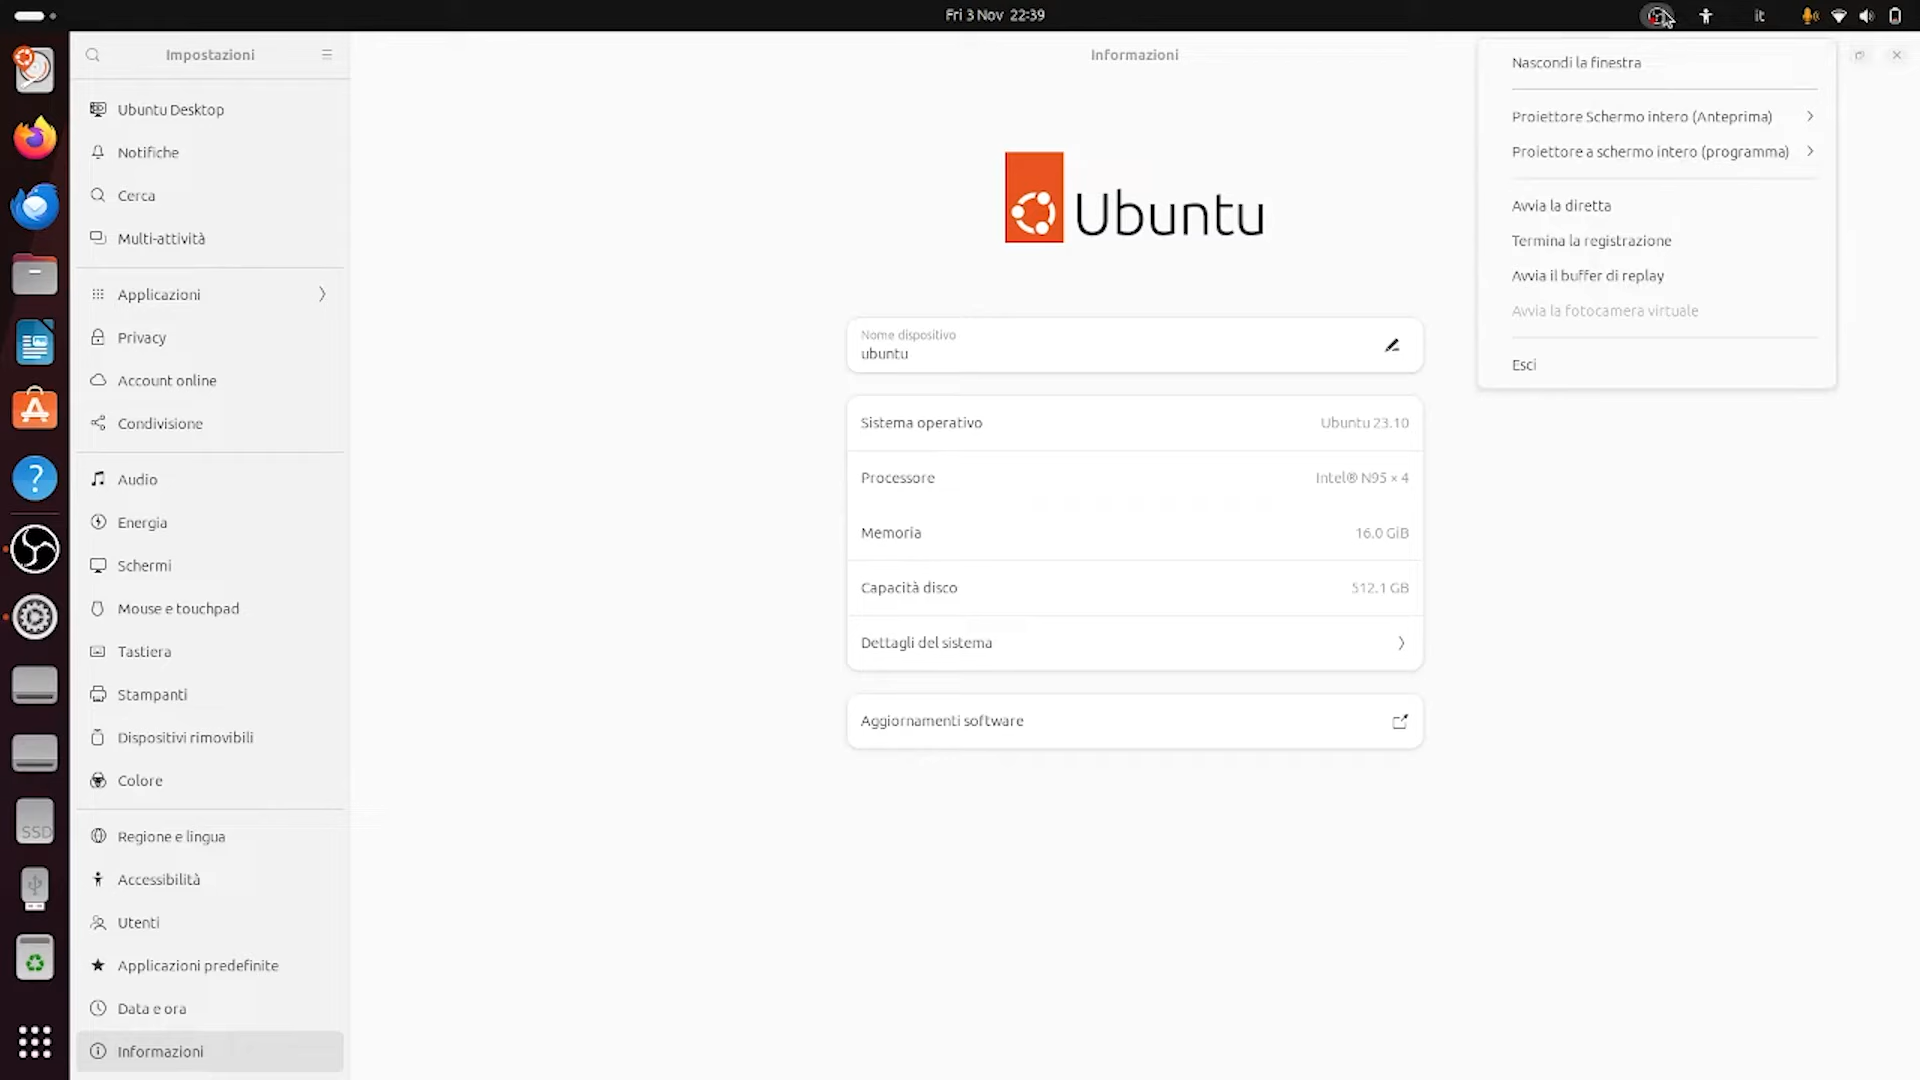 Fri 3 Nov 22:39
it
Impostazioni
Informazioni
Ubuntu Desktop
Notifiche
Cerca
Multi-attività
Applicazioni
Privacy
Account online
Condivisione
Audio
Energia
Schermi
Mouse e touchpad
Tastiera
Stampanti
Dispositivi rimovibili
Colore
Regione e lingua
Accessibilità
Utenti
Applicazioni predefinite
Data e ora
Informazioni
SSD
Ubuntu
Nome dispositivo
ubuntu
Sistema operativo Ubuntu 23.10
Processore Intel® N95 × 4
Memoria 16.0 GiB
Capacità disco 512.1 GB
Dettagli del sistema
Aggiornamenti software
Nascondi la finestra
Proiettore Schermo intero (Anteprima)
Proiettore a schermo intero (programma)
Avvia la diretta
Termina la registrazione
Avvia il buffer di replay
Avvia la fotocamera virtuale
Esci